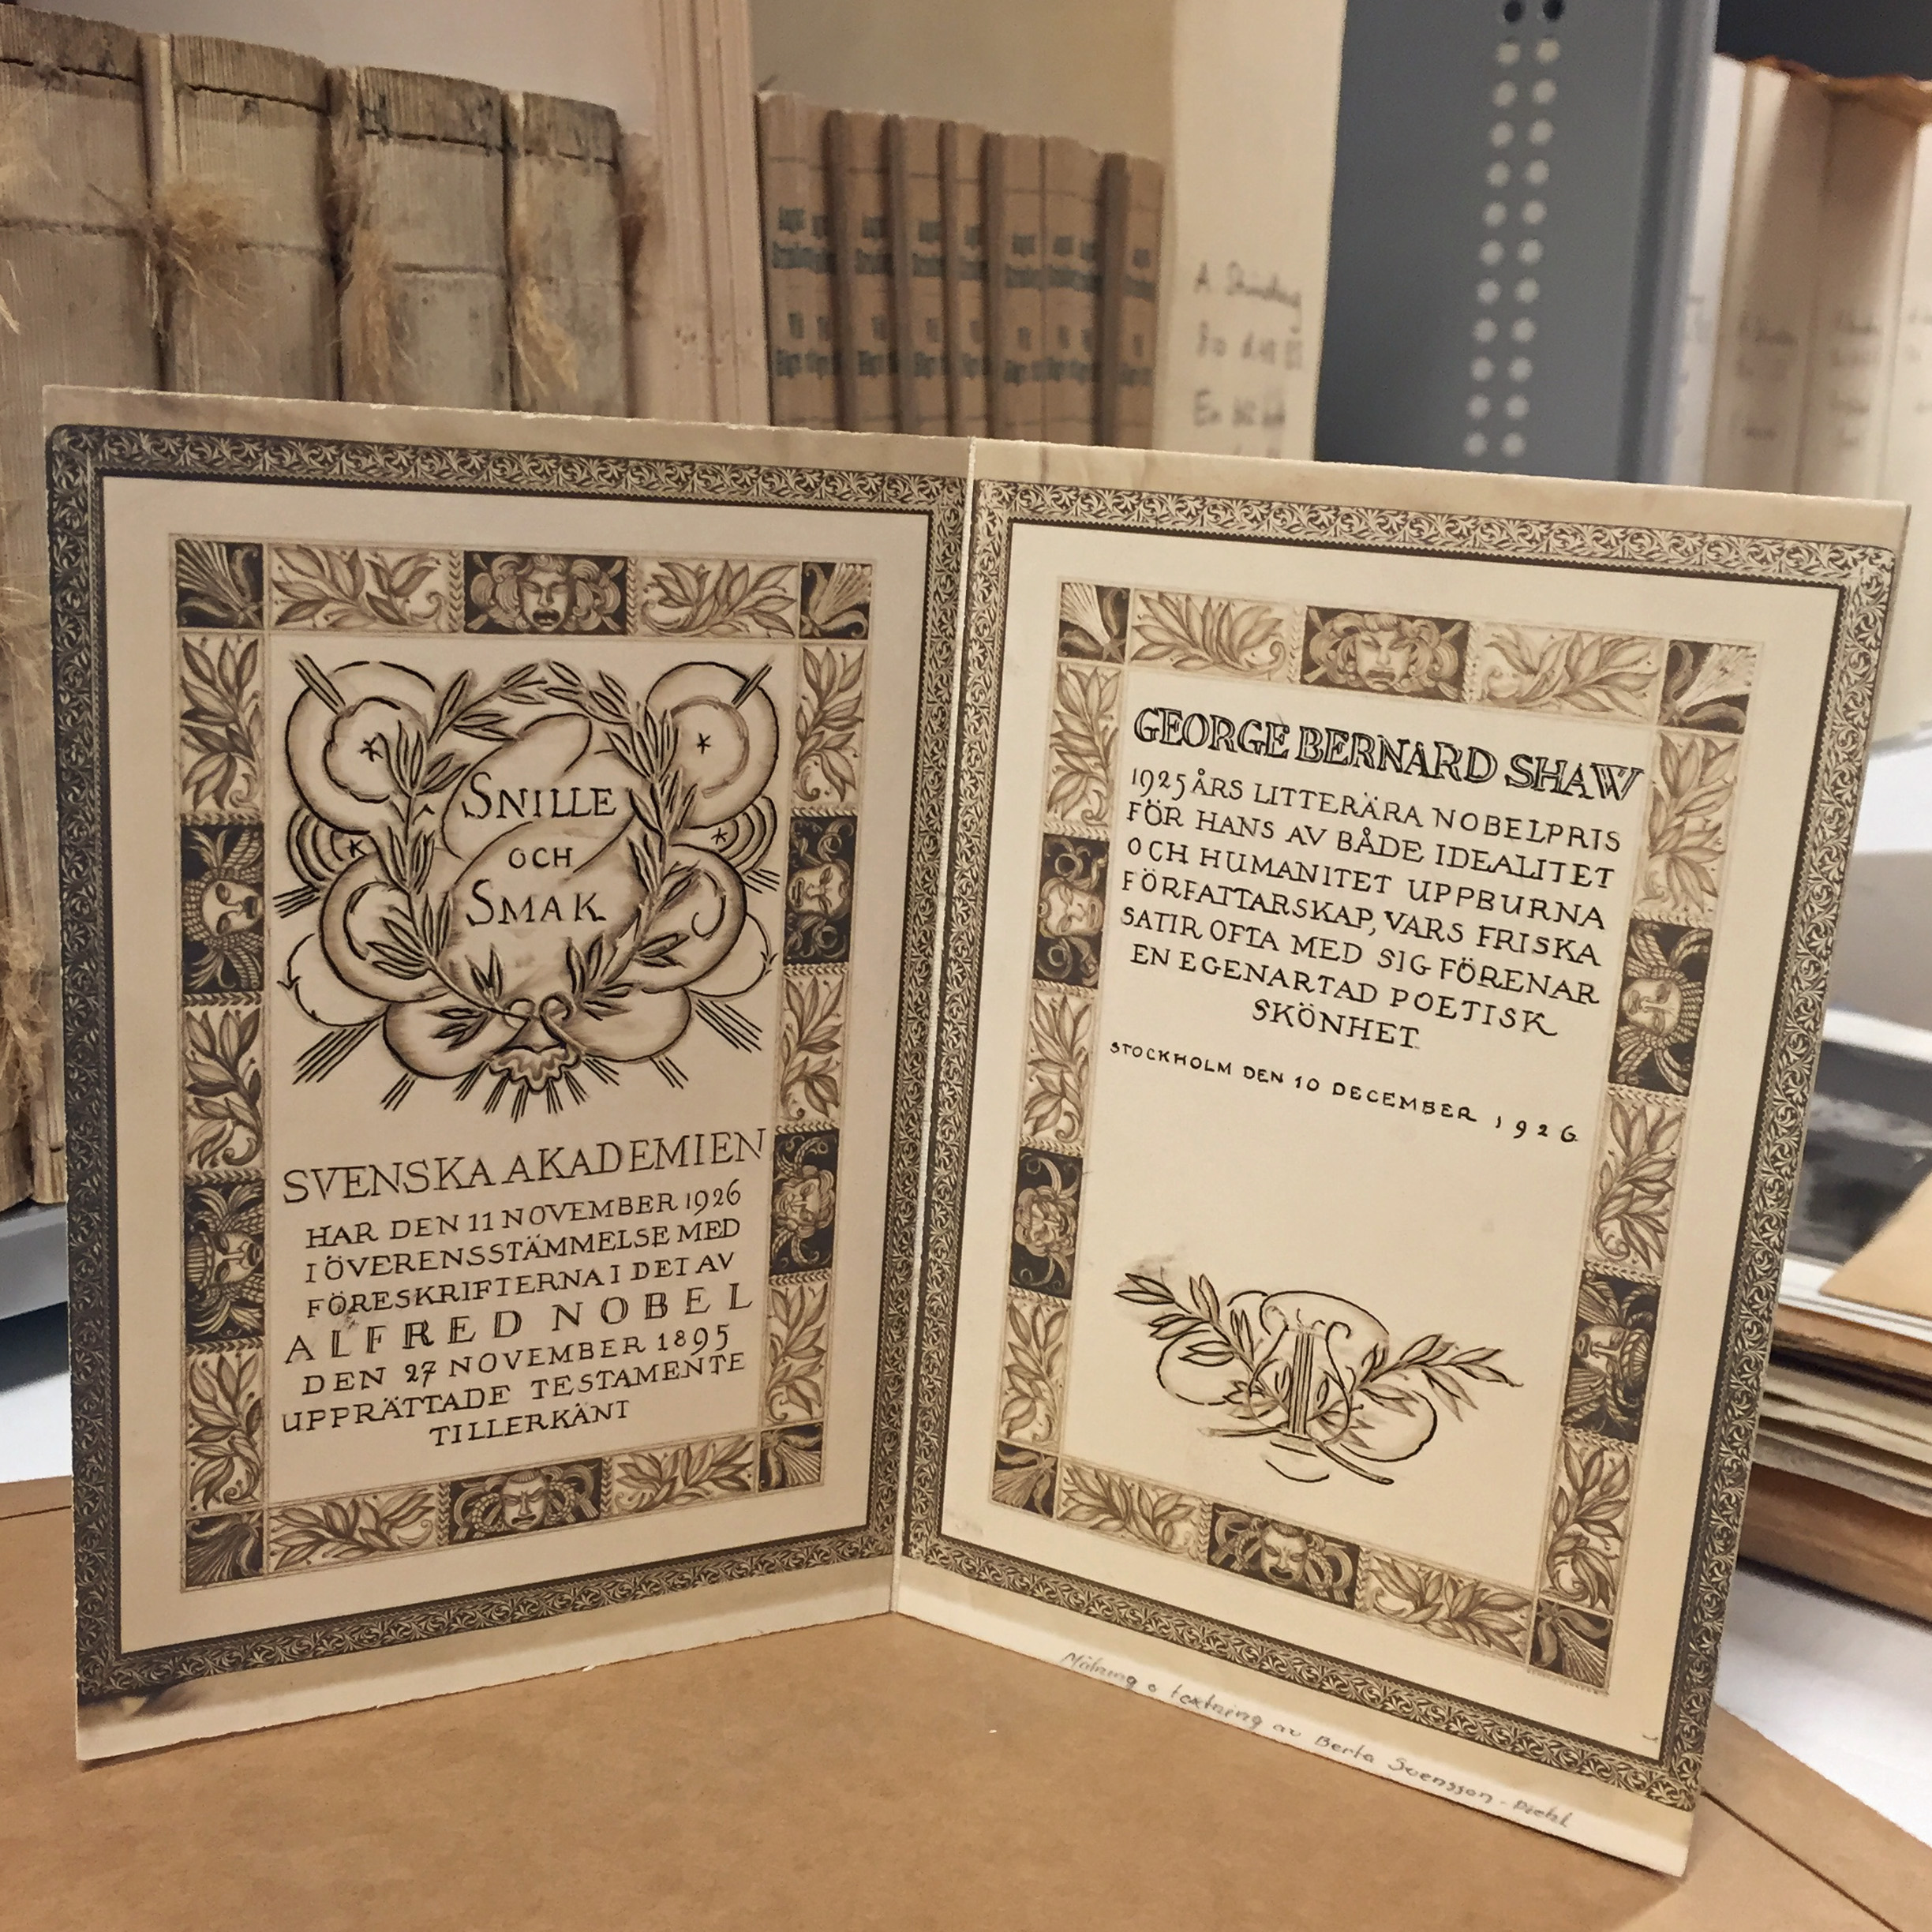 SNILLE
OCH
SMAK
SVENSKA AKADEMIEN
HAR DEN 11 NOVEMBER 1926
I ÖVERENSSTÄMMELSE MED
FÖRESKRIFTERNA I DET AV
ALFRED NOBEL
DEN 27 NOVEMBER 1895
UPPRÄTTADE TESTAMENTE
TILLERKÄNT
GEORGE BERNARD SHAW
1925 ÅRS LITTERÄRA NOBELPRIS
FÖR HANS AV BÅDE IDEALITET
OCH HUMANITET UPPBURNA
FÖRFATTARSKAP, VARS FRISKA
SATIR OFTA MED SIG FÖRENAR
EN EGENARTAD POETISK
SKÖNHET.
STOCKHOLM DEN 10 DECEMBER 1926
Målning o textning av Berta Svensson-Piehl